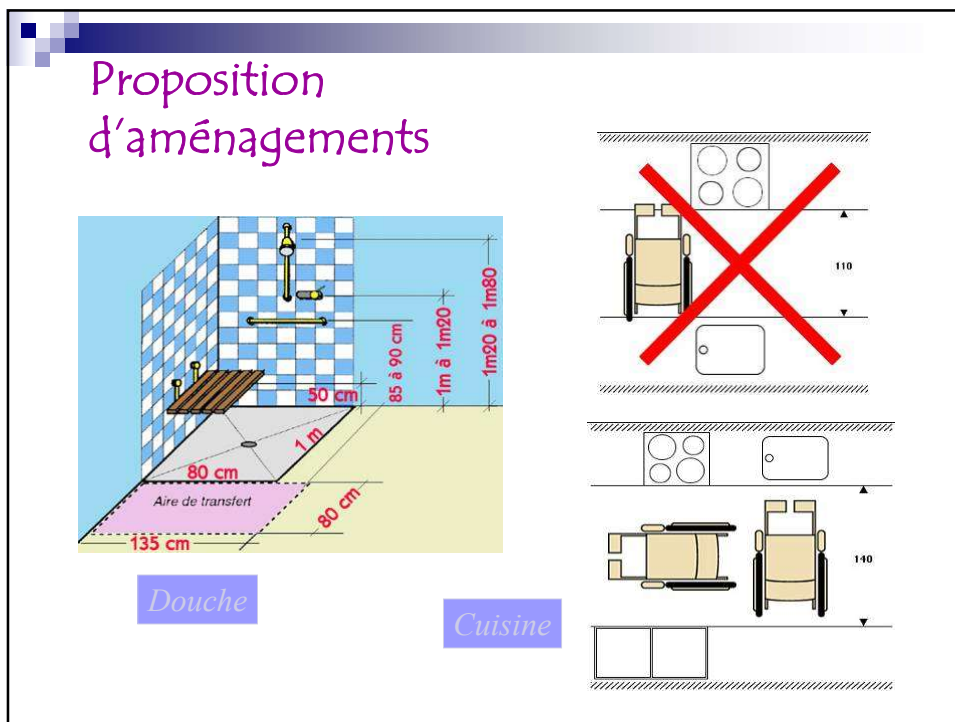 Proposition
d'aménagements
50 cm
85 à 90 cm
1m à 1m20
1m20 à 1m80
1 m
80 cm
Aire de transfert
80 cm
135 cm
Douche
Cuisine
110
140